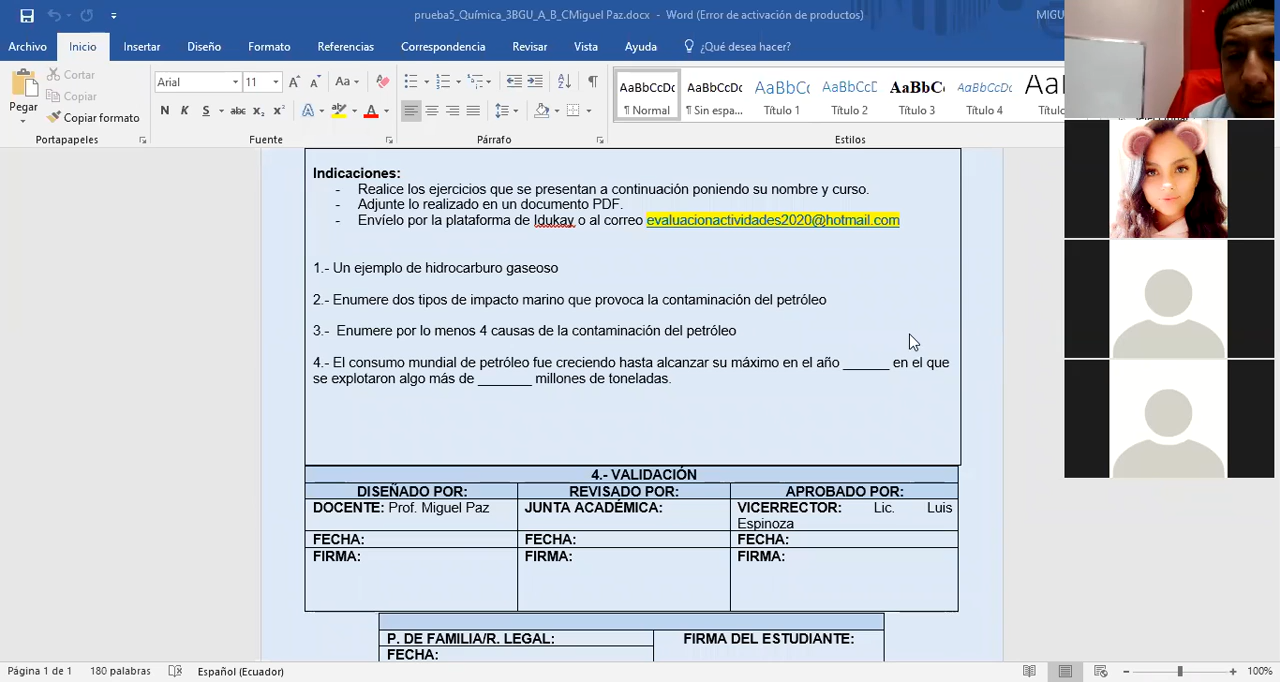 prueba5_Química_3BGU_A_B_CMiguel Paz.docx - Word (Error de activación de productos)
MIGU
Archivo Inicio Insertar Diseño Formato Referencias Correspondencia Revisar Vista Ayuda ¿Qué desea hacer?
Pegar
Cortar
Copiar
Copiar formato
Portapapeles
Arial 11 Aa
N K S abc x₂ x² A A
Fuente
Párrafo
AaBbCcDc AaBbCcDc AaBbCc AaBbCcD AaBbC AaBbCcD AaI
¶ Normal ¶ Sin espa... Título 1 Título 2 Título 3 Título 4 Título
Estilos
Indicaciones:
- Realice los ejercicios que se presentan a continuación poniendo su nombre y curso.
- Adjunte lo realizado en un documento PDF.
- Envíelo por la plataforma de Idukay o al correo evaluacionactividades2020@hotmail.com
1.- Un ejemplo de hidrocarburo gaseoso
2.- Enumere dos tipos de impacto marino que provoca la contaminación del petróleo
3.- Enumere por lo menos 4 causas de la contaminación del petróleo
4.- El consumo mundial de petróleo fue creciendo hasta alcanzar su máximo en el año ______ en el que
se explotaron algo más de _______ millones de toneladas.
4.- VALIDACIÓN
DISEÑADO POR: REVISADO POR: APROBADO POR:
DOCENTE: Prof. Miguel Paz JUNTA ACADÉMICA: VICERRECTOR: Lic. Luis
Espinoza
FECHA: FECHA: FECHA:
FIRMA: FIRMA: FIRMA:
P. DE FAMILIA/R. LEGAL: FIRMA DEL ESTUDIANTE:
FECHA:
Página 1 de 1 180 palabras Español (Ecuador) 100%